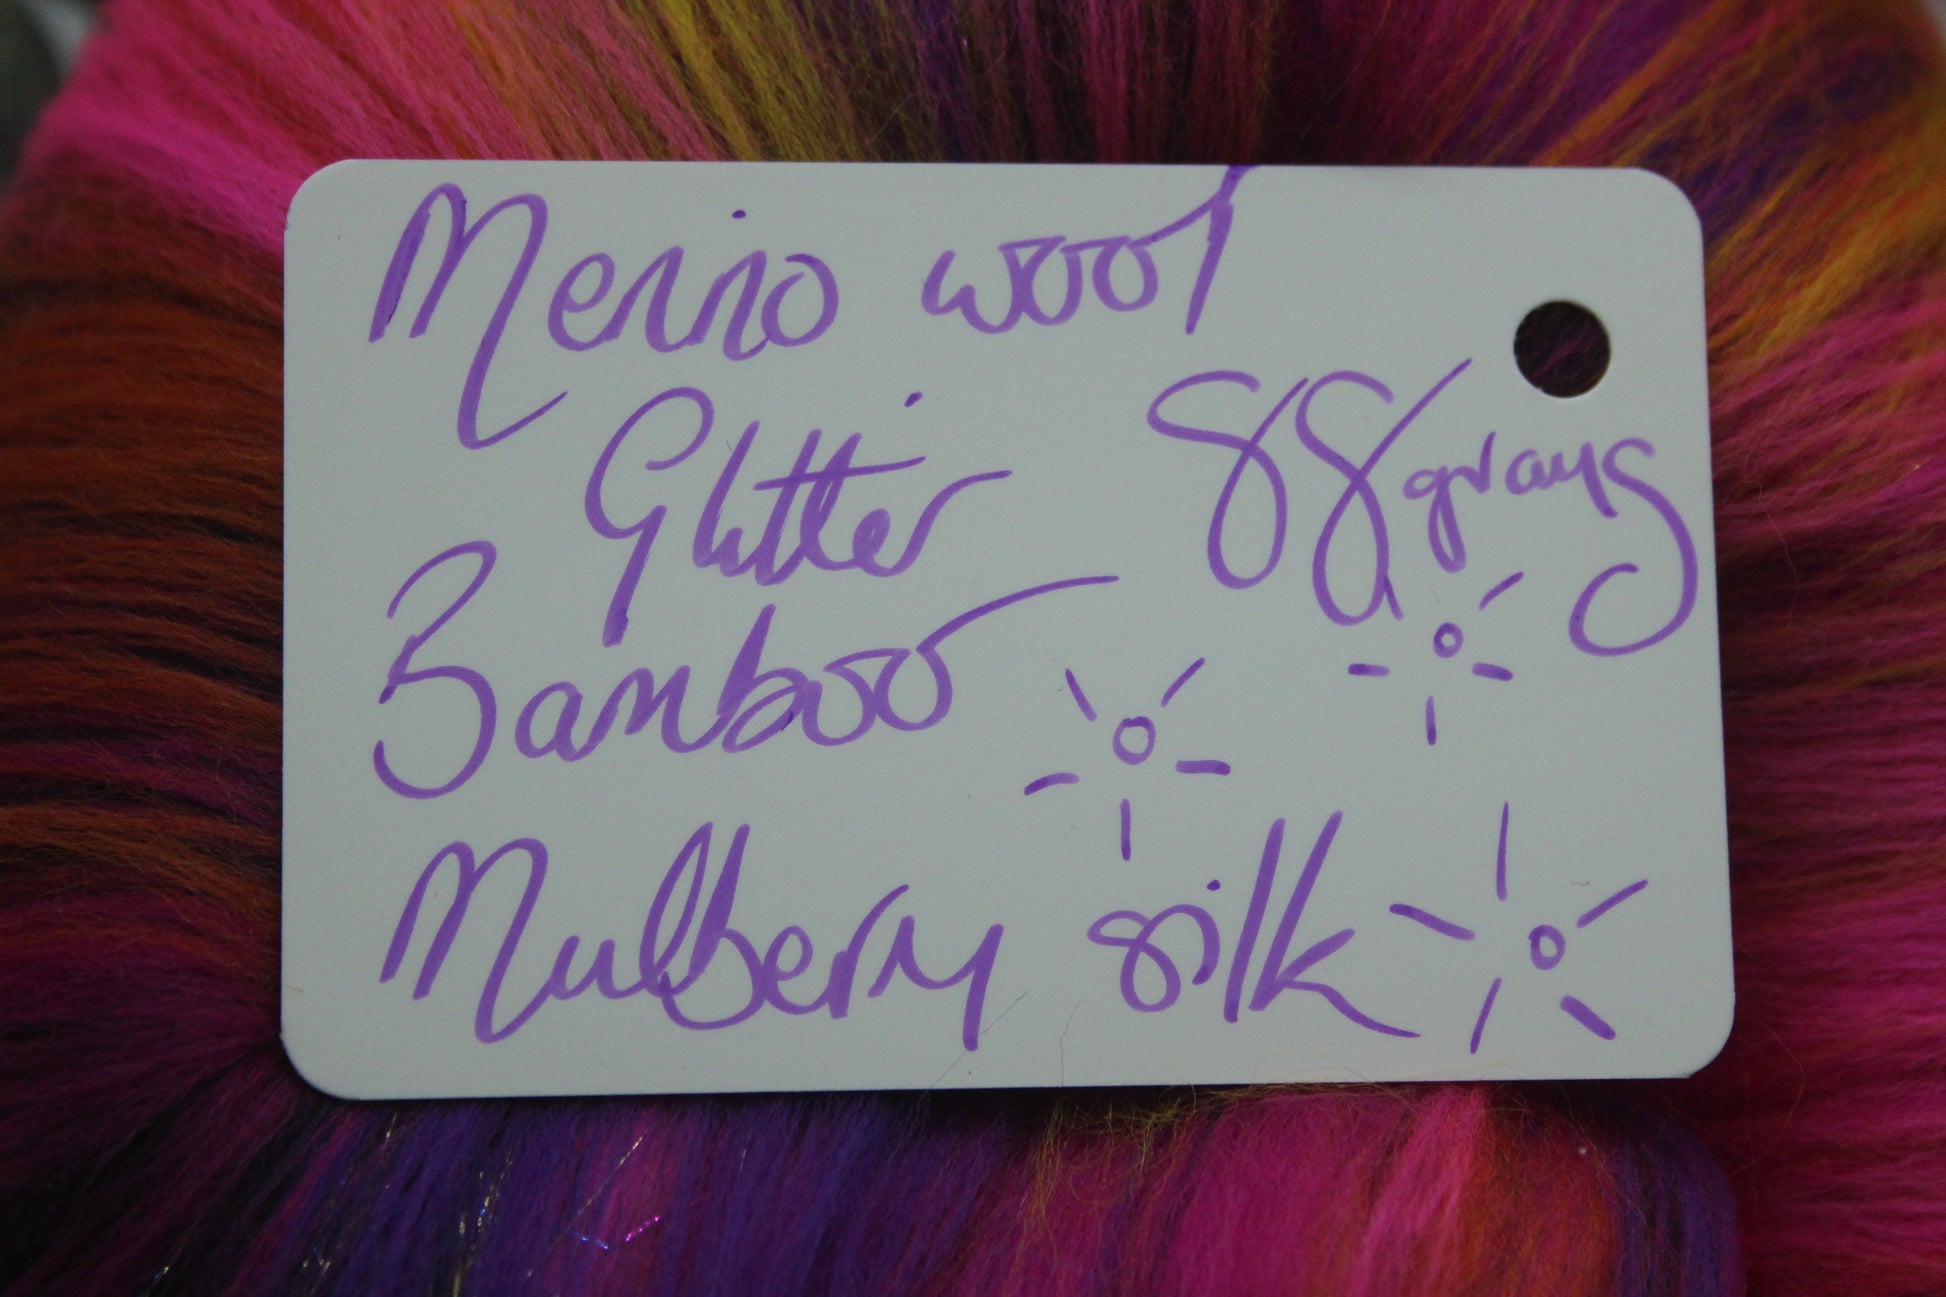 Merino wool
Glitter
88grams
Bamboo
Mulberry silk